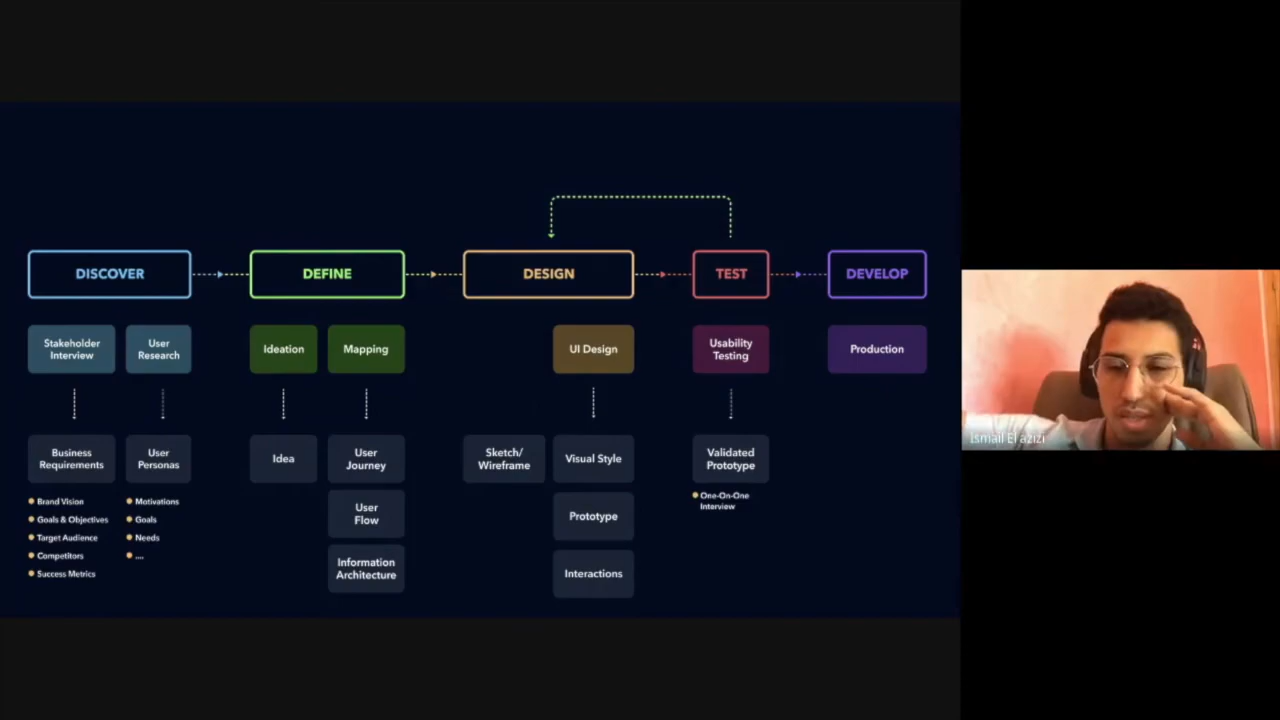 DISCOVER
DEFINE
DESIGN
TEST
DEVELOP
Stakeholder
Interview
User
Research
Ideation
Mapping
UI Design
Usability
Testing
Production
Business
Requirements
User
Personas
Idea
User
Journey
Sketch/
Wireframe
Visual Style
Validated
Prototype
Brand Vision
Goals & Objectives
Target Audience
Competitors
Success Metrics
Motivations
Goals
Needs
....
User
Flow
Information
Architecture
Prototype
Interactions
One-On-One
Interview
Ismail El azizi